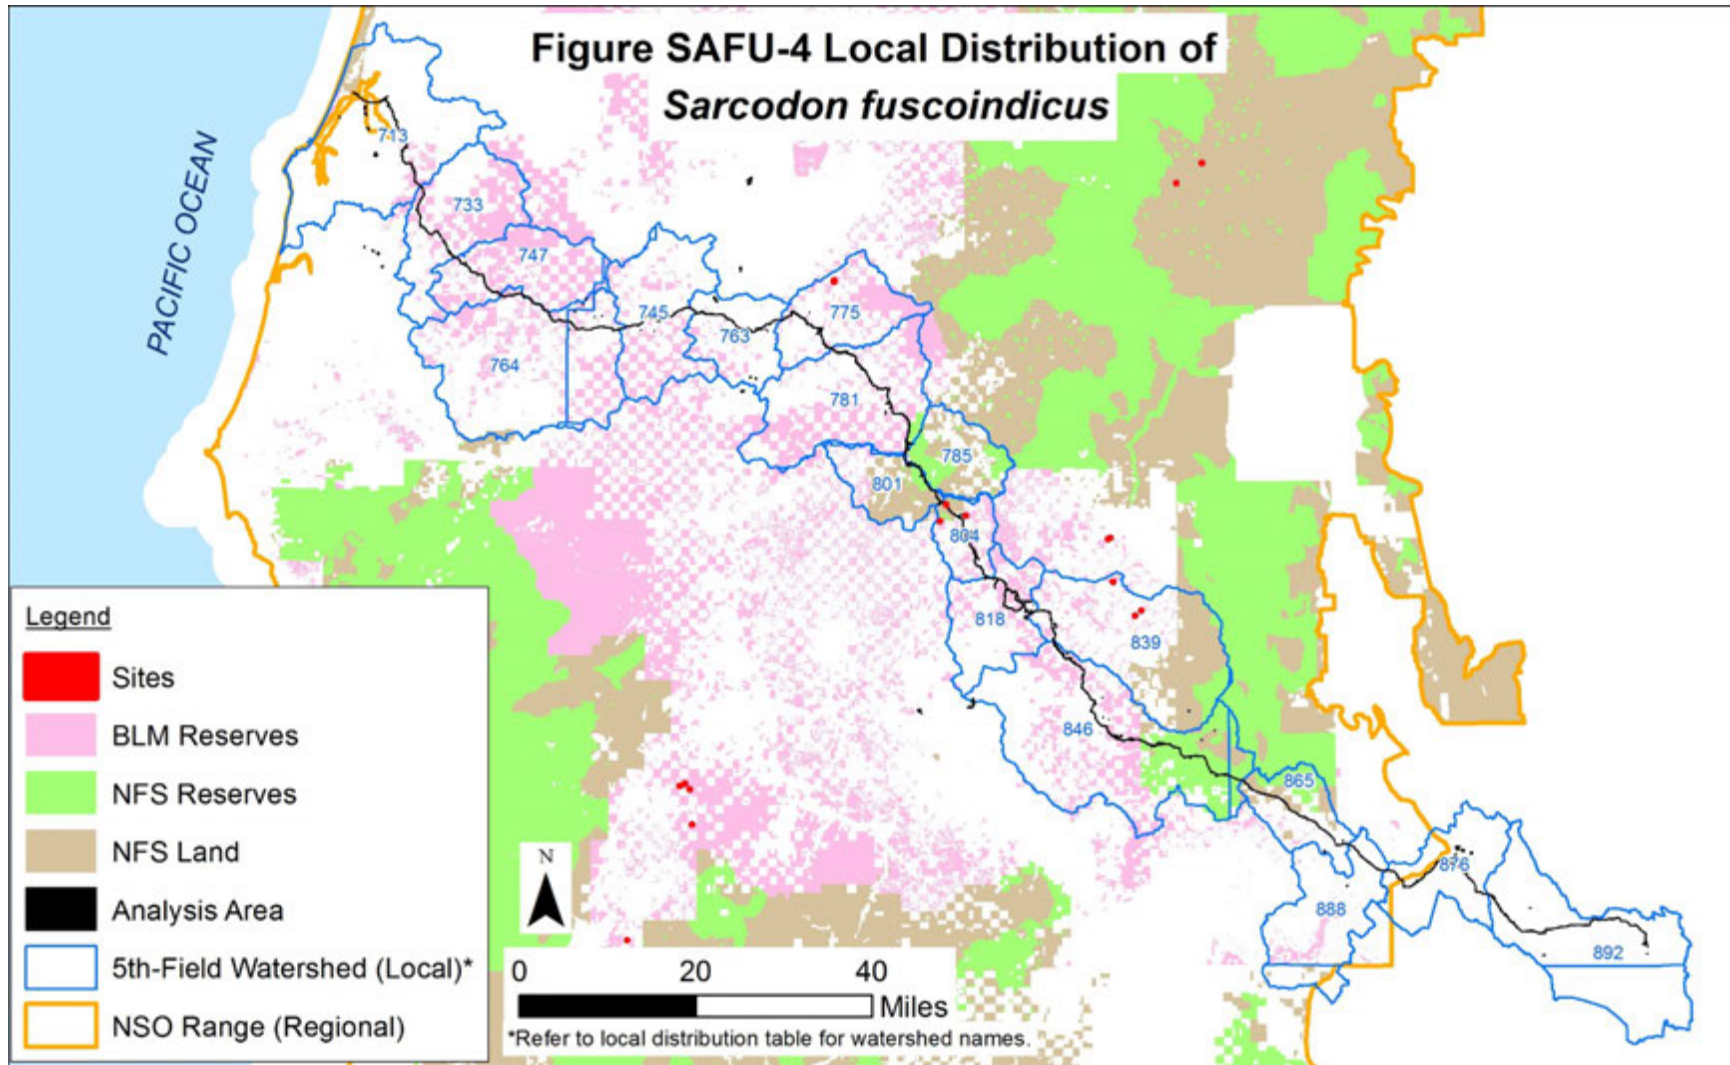 Figure SAFU-4 Local Distribution of
Sarcodon fuscoindicus
PACIFIC OCEAN
713
733
747
745
763
775
764
781
785
801
804
818
839
846
865
876
888
892
Legend
Sites
BLM Reserves
NFS Reserves
NFS Land
Analysis Area
5th-Field Watershed (Local)*
NSO Range (Regional)
N
0 20 40
Miles
*Refer to local distribution table for watershed names.